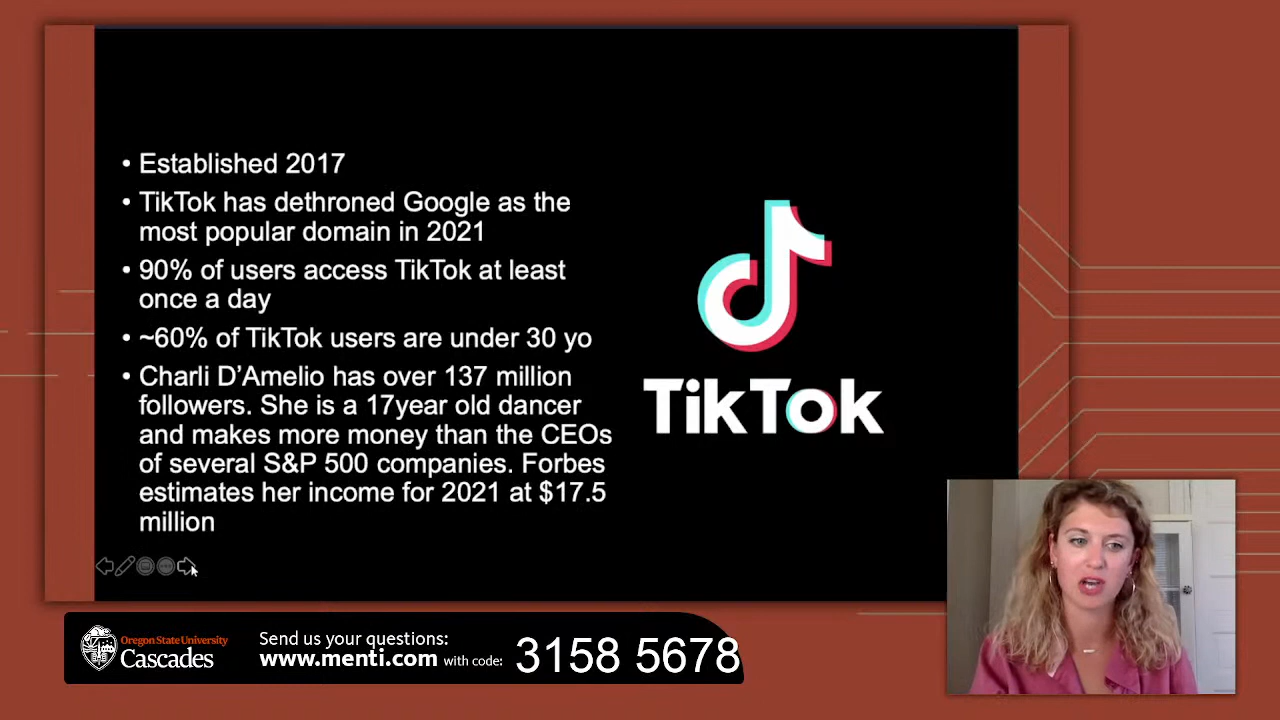 • Established 2017
• TikTok has dethroned Google as the
most popular domain in 2021
• 90% of users access TikTok at least
once a day
• ~60% of TikTok users are under 30 yo
• Charli D’Amelio has over 137 million
followers. She is a 17year old dancer
and makes more money than the CEOs
of several S&P 500 companies. Forbes
estimates her income for 2021 at $17.5
million
TikTok
Oregon State University
Cascades
Send us your questions:
www.menti.com with code:
3158 5678